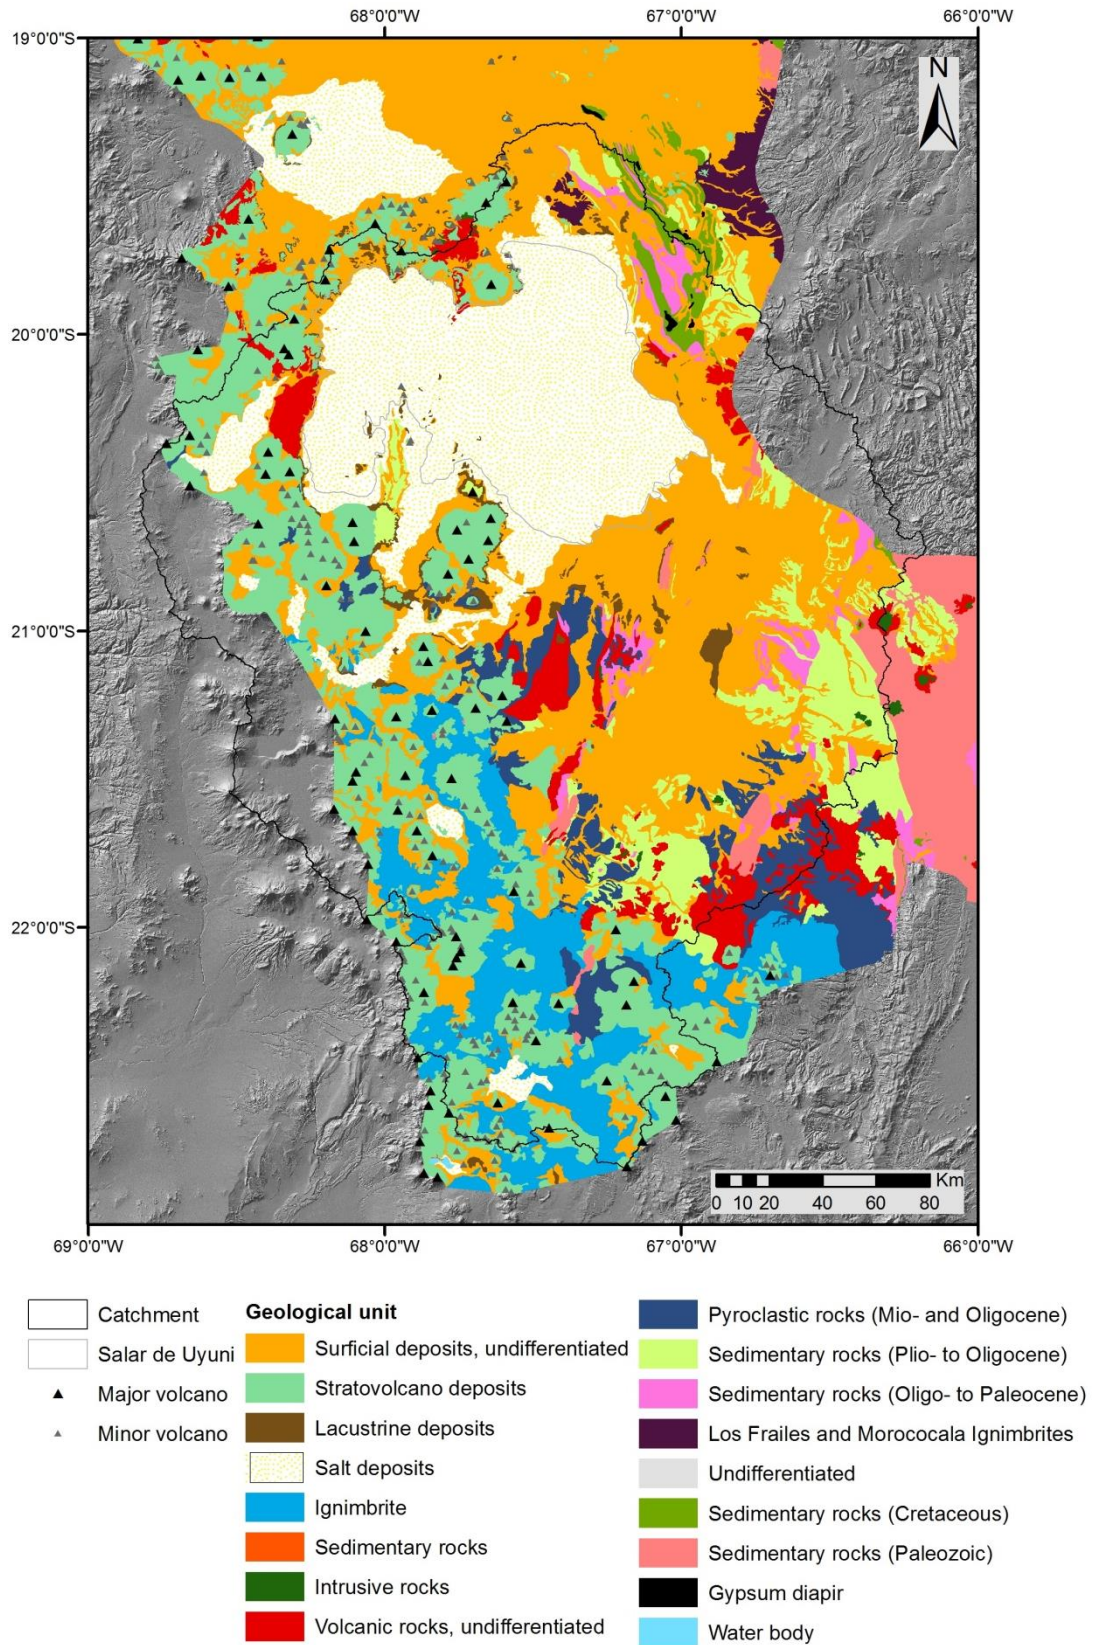 68°0'0"W 67°0'0"W 66°0'0"W
19°0'0"S
N
20°0'0"S
21°0'0"S
22°0'0"S
Km
0 10 20 40 60 80
69°0'0"W 68°0'0"W 67°0'0"W 66°0'0"W
Catchment
Salar de Uyuni
Major volcano
Minor volcano
Geological unit
Surficial deposits, undifferentiated
Stratovolcano deposits
Lacustrine deposits
Salt deposits
Ignimbrite
Sedimentary rocks
Intrusive rocks
Volcanic rocks, undifferentiated
Pyroclastic rocks (Mio- and Oligocene)
Sedimentary rocks (Plio- to Oligocene)
Sedimentary rocks (Oligo- to Paleocene)
Los Frailes and Morococala Ignimbrites
Undifferentiated
Sedimentary rocks (Cretaceous)
Sedimentary rocks (Paleozoic)
Gypsum diapir
Water body